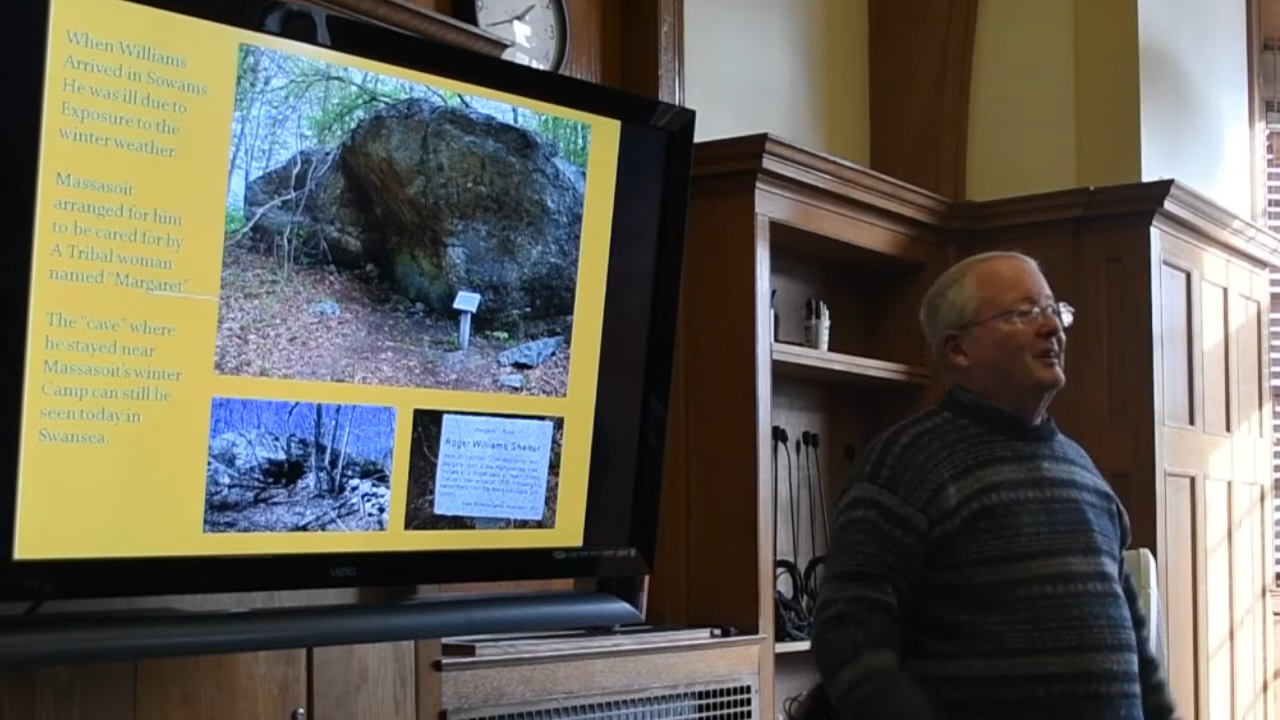 When Williams
Arrived in Sowams
He was ill due to
Exposure to the
winter weather.
Massasoit
arranged for him
to be cared for by
A Tribal woman
named "Margaret"
The "cave" where
he stayed near
Massasoit's winter
Camp can still be
seen today in
Swansea.
Roger Williams Shelter
VIZIO